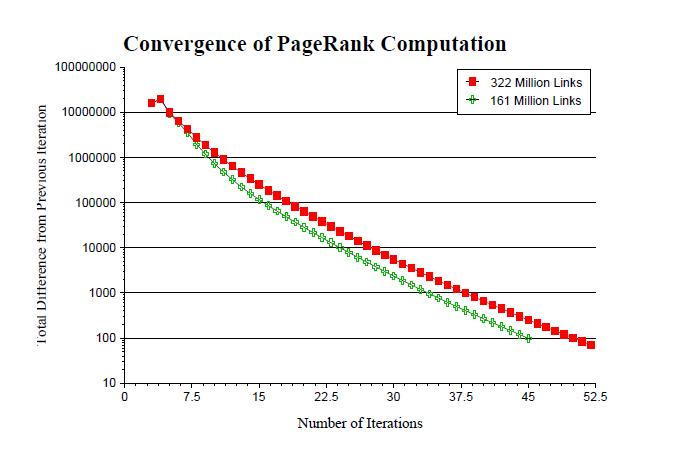 Convergence of PageRank Computation
322 Million Links
161 Million Links
Total Difference from Previous Iteration
100000000
10000000
1000000
100000
10000
1000
100
10
0 7.5 15 22.5 30 37.5 45 52.5
Number of Iterations